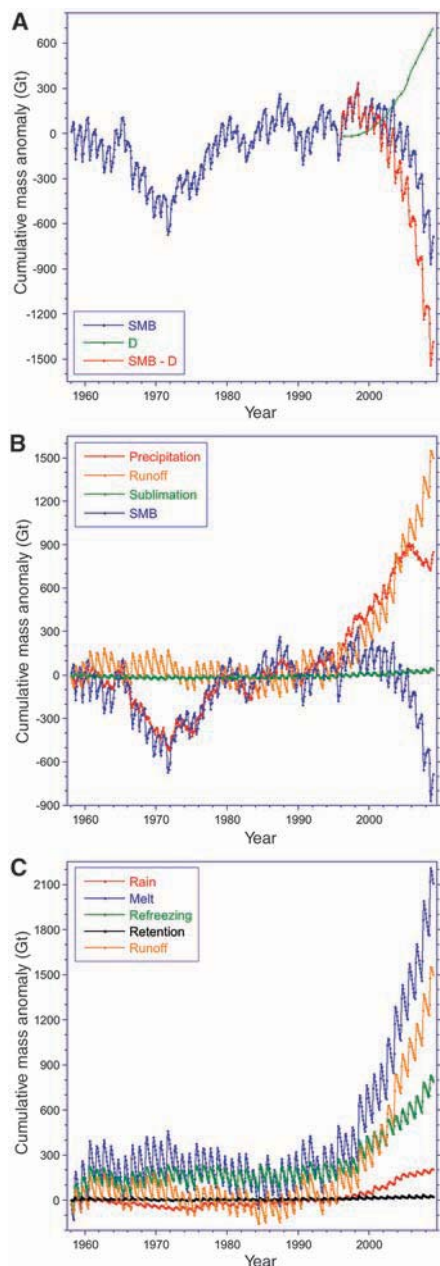 A
Cumulative mass anomaly (Gt)
600
300
0
-300
-600
-900
-1200
-1500
SMB
D
SMB - D
1960
1970
1980
1990
2000
Year
B
Cumulative mass anomaly (Gt)
1500
1200
900
600
300
0
-300
-600
-900
Precipitation
Runoff
Sublimation
SMB
1960
1970
1980
1990
2000
Year
C
Cumulative mass anomaly (Gt)
2100
1800
1500
1200
900
600
300
0
Rain
Melt
Refreezing
Retention
Runoff
1960
1970
1980
1990
2000
Year